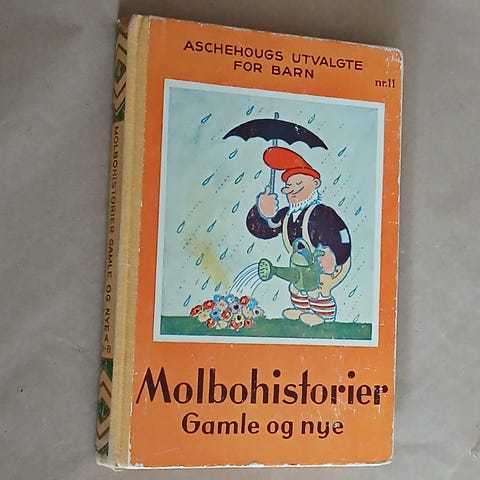 ASCHEHOUGS UTVALGTE
FOR BARN
nr.11
Molbohistorier
Gamle og nye
MOLBOHISTORIER GAMLE OG NYE